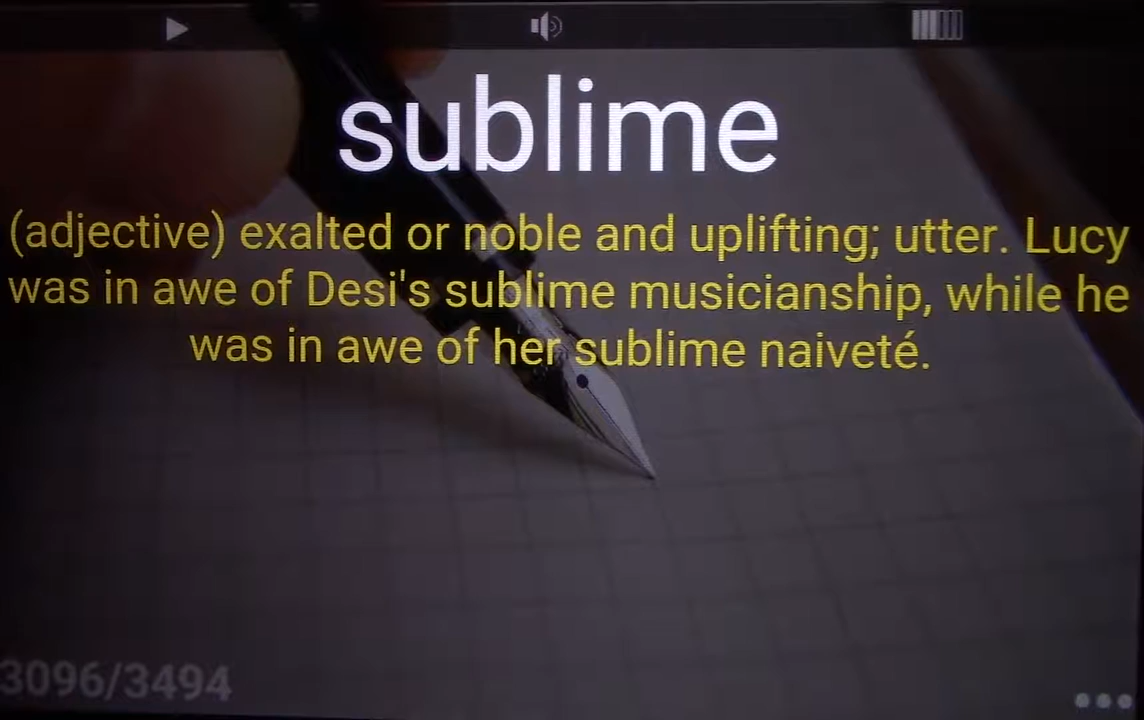 sublime
(adjective) exalted or noble and uplifting; utter. Lucy
was in awe of Desi's sublime musicianship, while he
was in awe of her sublime naiveté.
3096/3494